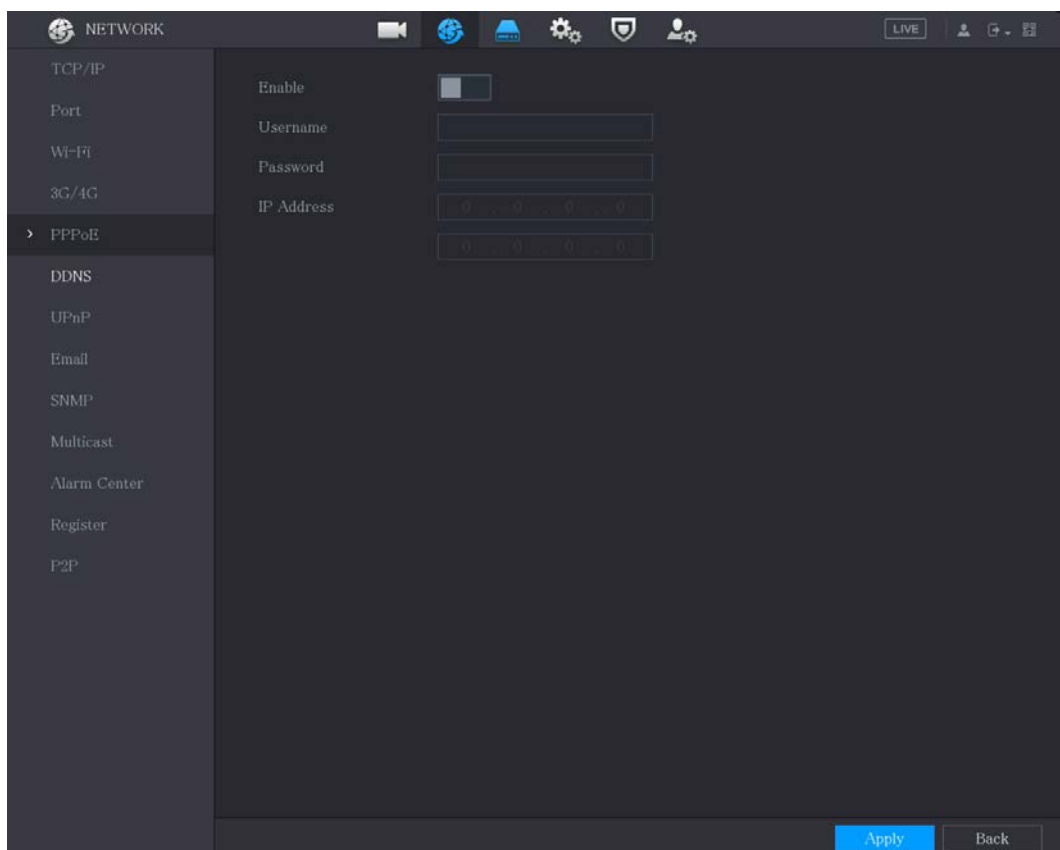 NETWORK
LIVE
TCP/IP
Port
Wi-Fi
3G/4G
PPPoE
DDNS
UPnP
Email
SNMP
Multicast
Alarm Center
Register
P2P
Enable
Username
Password
IP Address
0 . 0 . 0 . 0
0 . 0 . 0 . 0
Apply
Back